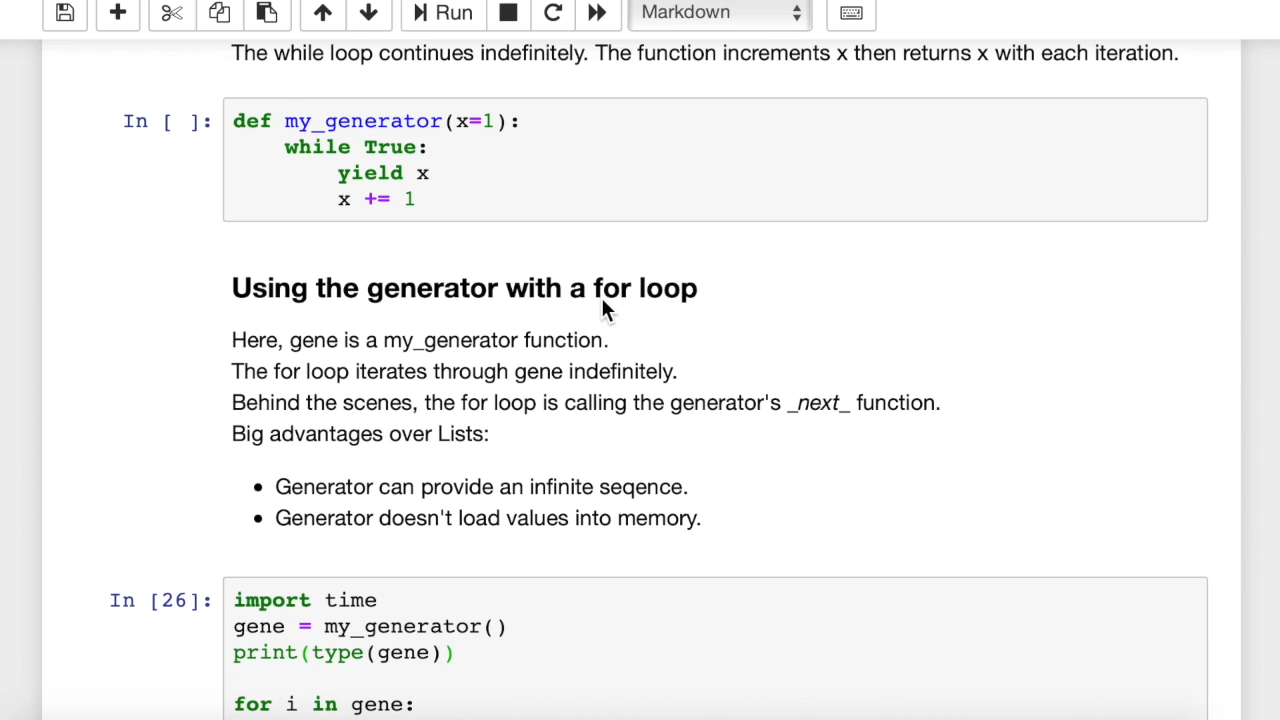 Run Markdown
The while loop continues indefinitely. The function increments x then returns x with each iteration.
In [ ]: def my_generator(x=1):
while True:
yield x
x += 1
Using the generator with a for loop
Here, gene is a my_generator function.
The for loop iterates through gene indefinitely.
Behind the scenes, the for loop is calling the generator's _next_ function.
Big advantages over Lists:
• Generator can provide an infinite seqence.
• Generator doesn't load values into memory.
In [26]: import time
gene = my_generator()
print(type(gene))
for i in gene: